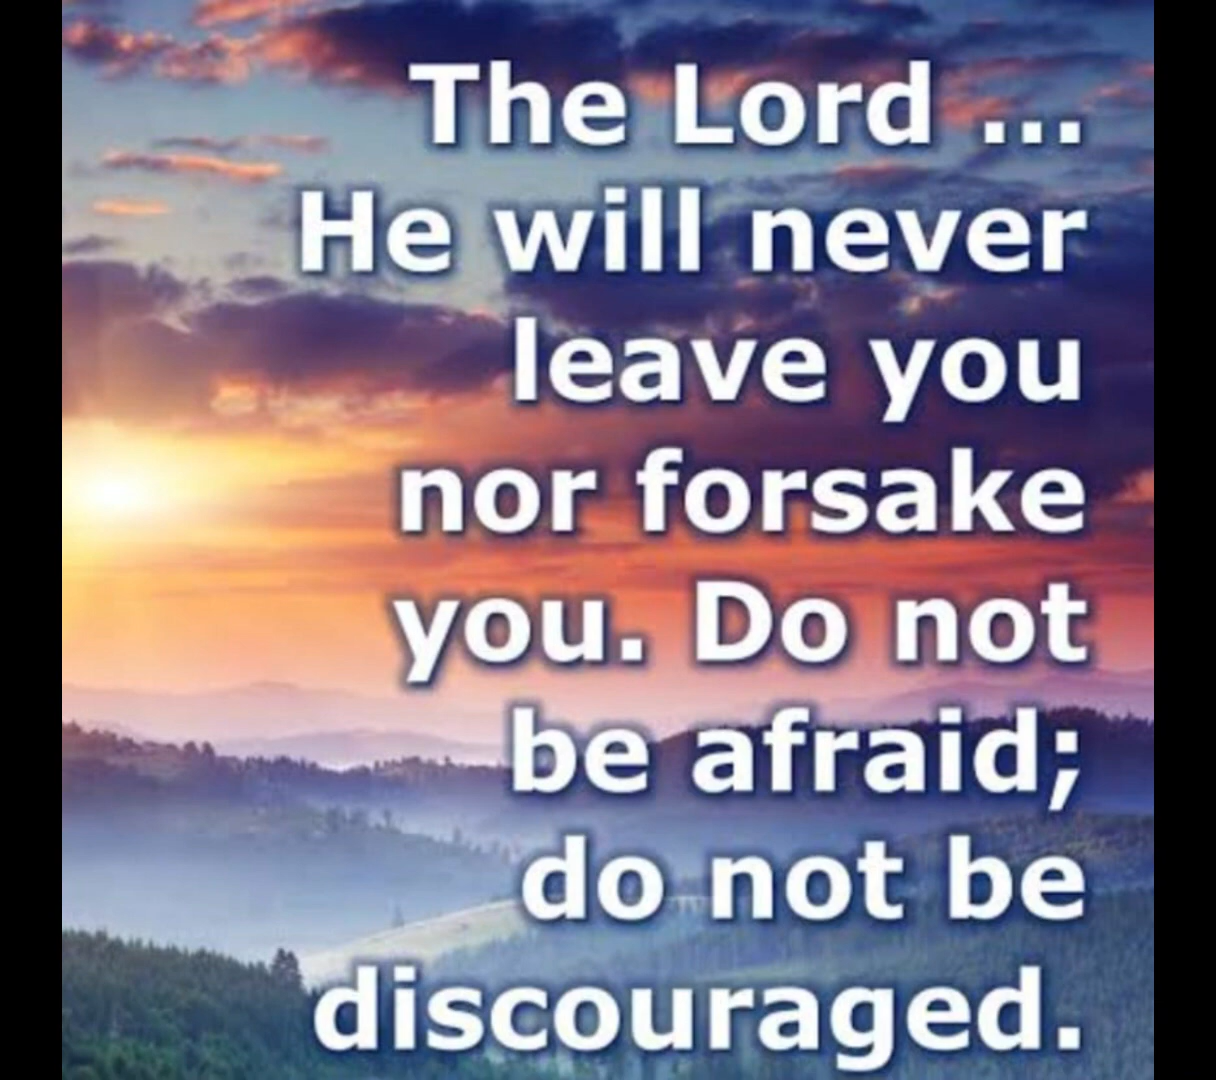 The Lord ...
He will never
leave you
nor forsake
you. Do not
be afraid;
do not be
discouraged.